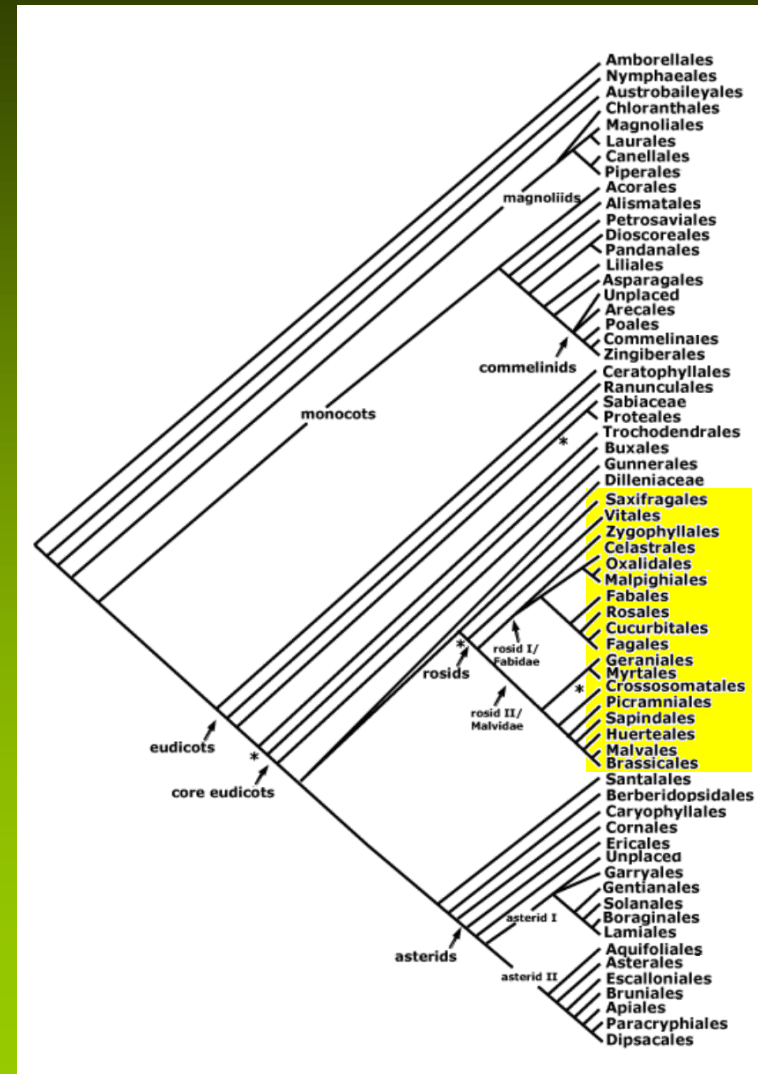 Amborellales
Nymphaeales
Austrobaileyales
Chloranthales
Magnoliales
Laurales
Canellales
Piperales
magnoliids
Acorales
Alismatales
Petrosaviales
Dioscoreales
Pandanales
Liliales
Asparagales
Unplaced
Arecales
Poales
Commelinales
Zingiberales
commelinids
monocots
Ceratophyllales
Ranunculales
Sabiaceae
Proteales
*
Trochodendrales
Buxales
Gunnerales
Dilleniaceae
Saxifragales
Vitales
Zygophyllales
Celastrales
Oxalidales
Malpighiales
Fabales
Rosales
Cucurbitales
Fagales
*
rosids
rosid I/
Fabidae
rosid II/
Malvidae
Geraniales
Myrtales
*
Crossosomatales
Picramniales
Sapindales
Huerteales
Malvales
Brassicales
eudicots
*
core eudicots
Santalales
Berberidopsidales
Caryophyllales
Cornales
Ericales
Unplaced
Garryales
Gentianales
Solanales
Boraginales
Lamiales
asterid I
asterids
asterid II
Aquifoliales
Asterales
Escalloniales
Bruniales
Apiales
Paracryphiales
Dipsacales